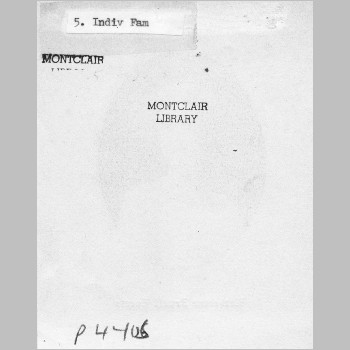 5. Indiv Fam
MONTCLAIR
MONTCLAIR
LIBRARY
P 4406